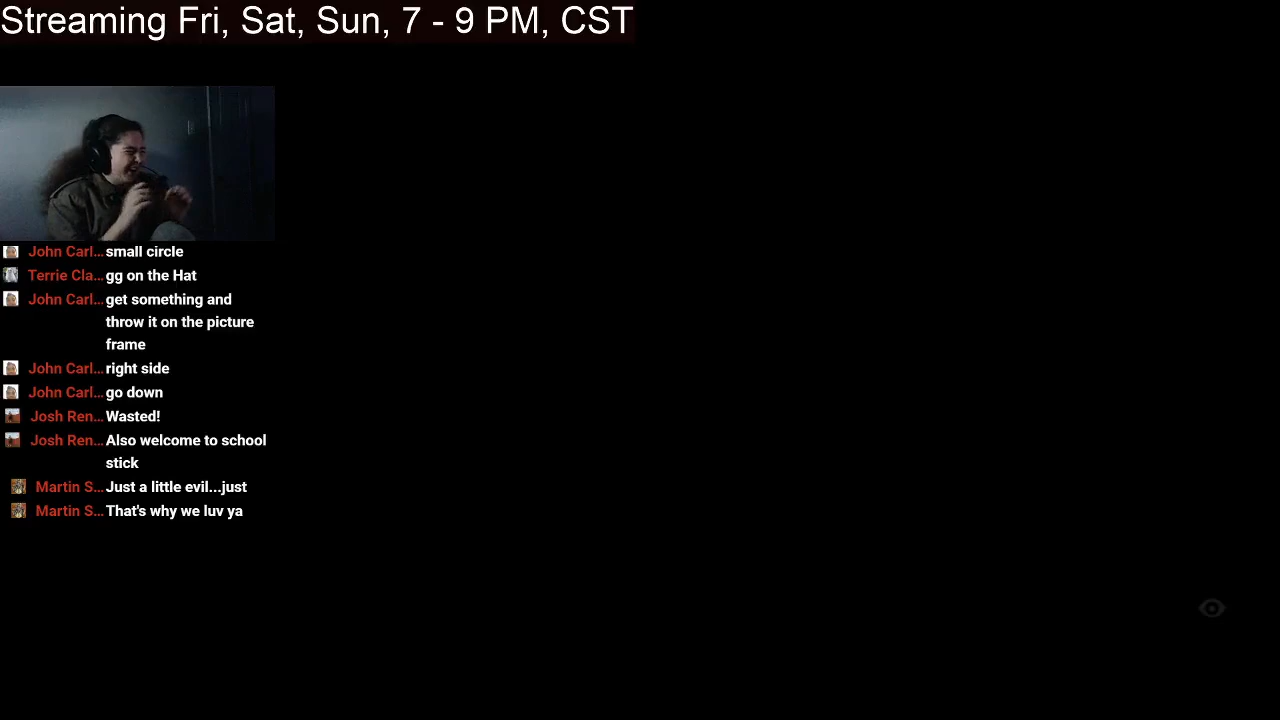 Streaming Fri, Sat, Sun, 7 - 9 PM, CST
John Carl... small circle
Terrie Cla... gg on the Hat
John Carl... get something and
throw it on the picture
frame
John Carl... right side
John Carl... go down
Josh Ren... Wasted!
Josh Ren... Also welcome to school
stick
Martin S... Just a little evil...just
Martin S... That's why we luv ya